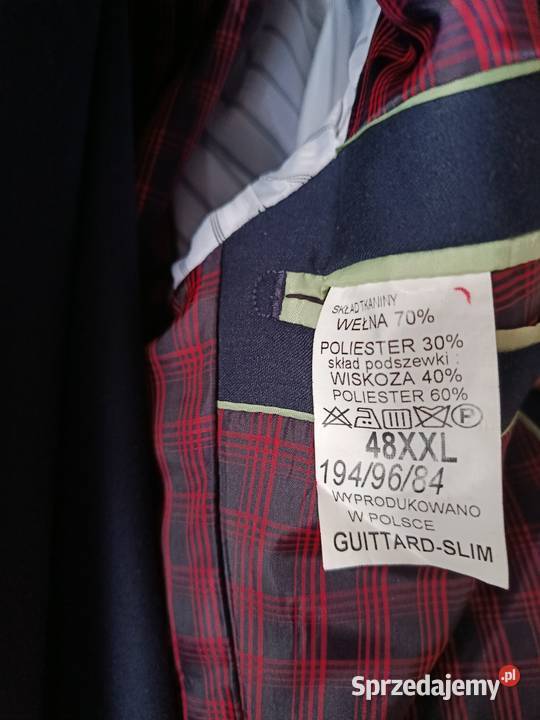 SKŁAD TKANINY
WEŁNA 70%
POLIESTER 30%
skład podszewki :
WISKOZA 40%
POLIESTER 60%
P
48XXL
194/96/84
WYPRODUKOWANO
W POLSCE
GUITTARD-SLIM
Sprzedajemy.pl